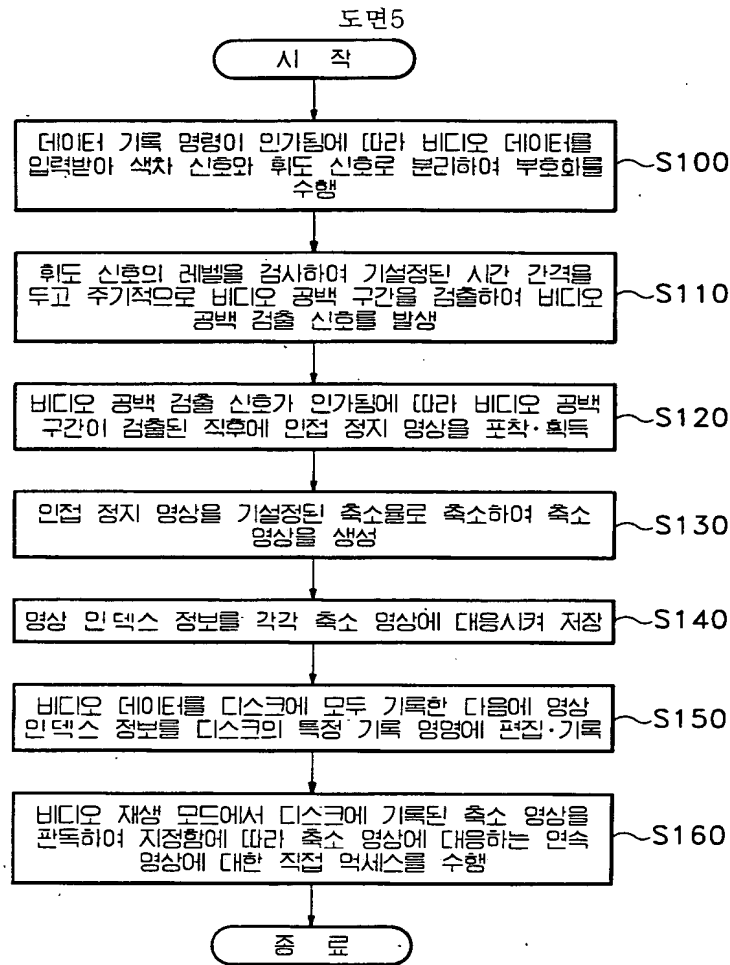 도면5
시 작
데이터 기록 명령이 인가됨에 따라 비디오 데이터를
입력받아 색차 신호와 휘도 신호로 분리하여 부호화를
수행
S100
휘도 신호의 레벨을 검사하여 기설정된 시간 간격을
두고 주기적으로 비디오 공백 구간을 검출하여 비디오
공백 검출 신호를 발생
S110
비디오 공백 검출 신호가 인가됨에 따라 비디오 공백
구간이 검출된 직후에 인접 정지 영상을 포착·획득
S120
인접 정지 영상을 기설정된 축소율로 축소하여 축소
영상을 생성
S130
영상 인덱스 정보를 각각 축소 영상에 대응시켜 저장
S140
비디오 데이터를 디스크에 모두 기록한 다음에 영상
인덱스 정보를 디스크의 특정 기록 영영에 편집·기록
S150
비디오 재생 모드에서 디스크에 기록된 축소 영상을
판독하여 지정함에 따라 축소 영상에 대응하는 연속
영상에 대한 직접 억세스를 수행
S160
종 료